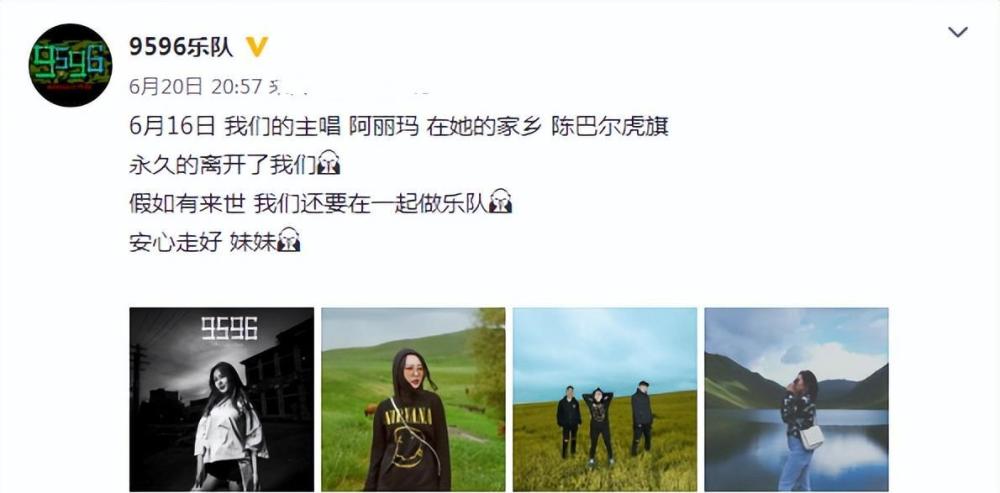 9596
9596乐队
6月20日 20:57
6月16日 我们的主唱 阿丽玛 在她的家乡 陈巴尔虎旗
永久的离开了我们
假如有来世 我们还要在一起做乐队
安心走好 妹妹
9596
NIRVANA